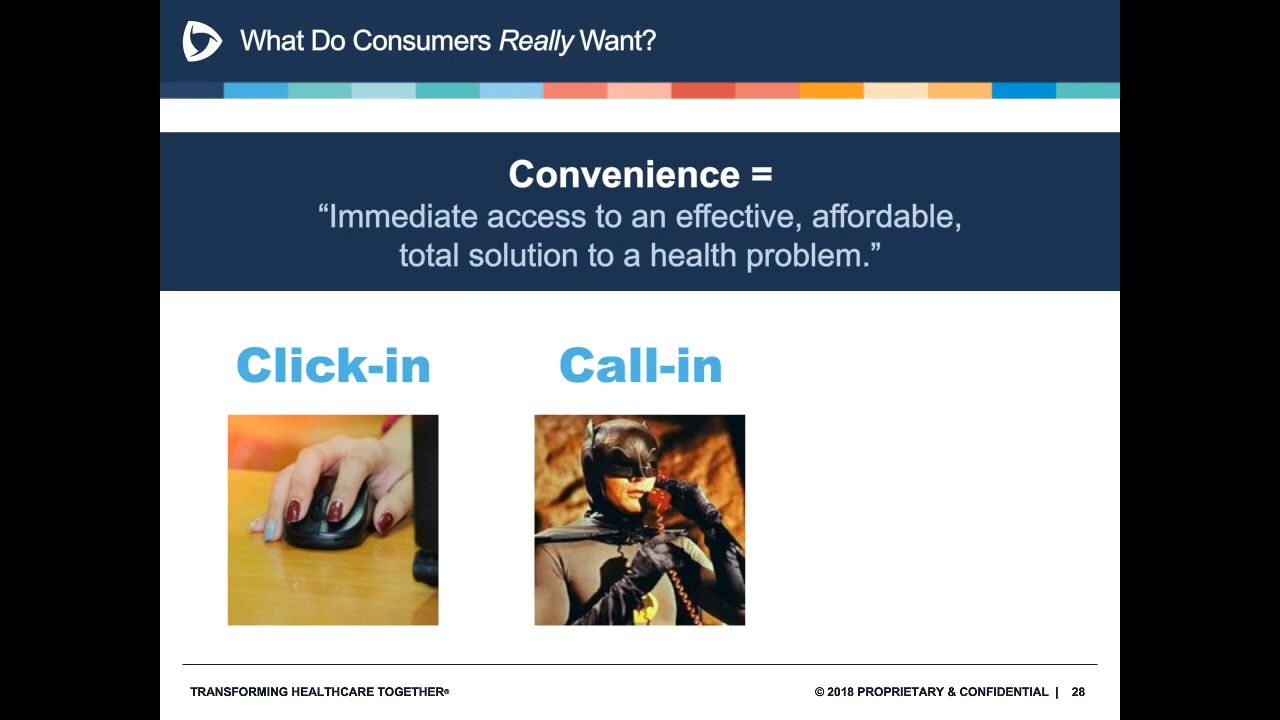 What Do Consumers Really Want?
Convenience =
“Immediate access to an effective, affordable,
total solution to a health problem.”
Click-in
Call-in
TRANSFORMING HEALTHCARE TOGETHER®
© 2018 PROPRIETARY & CONFIDENTIAL | 28